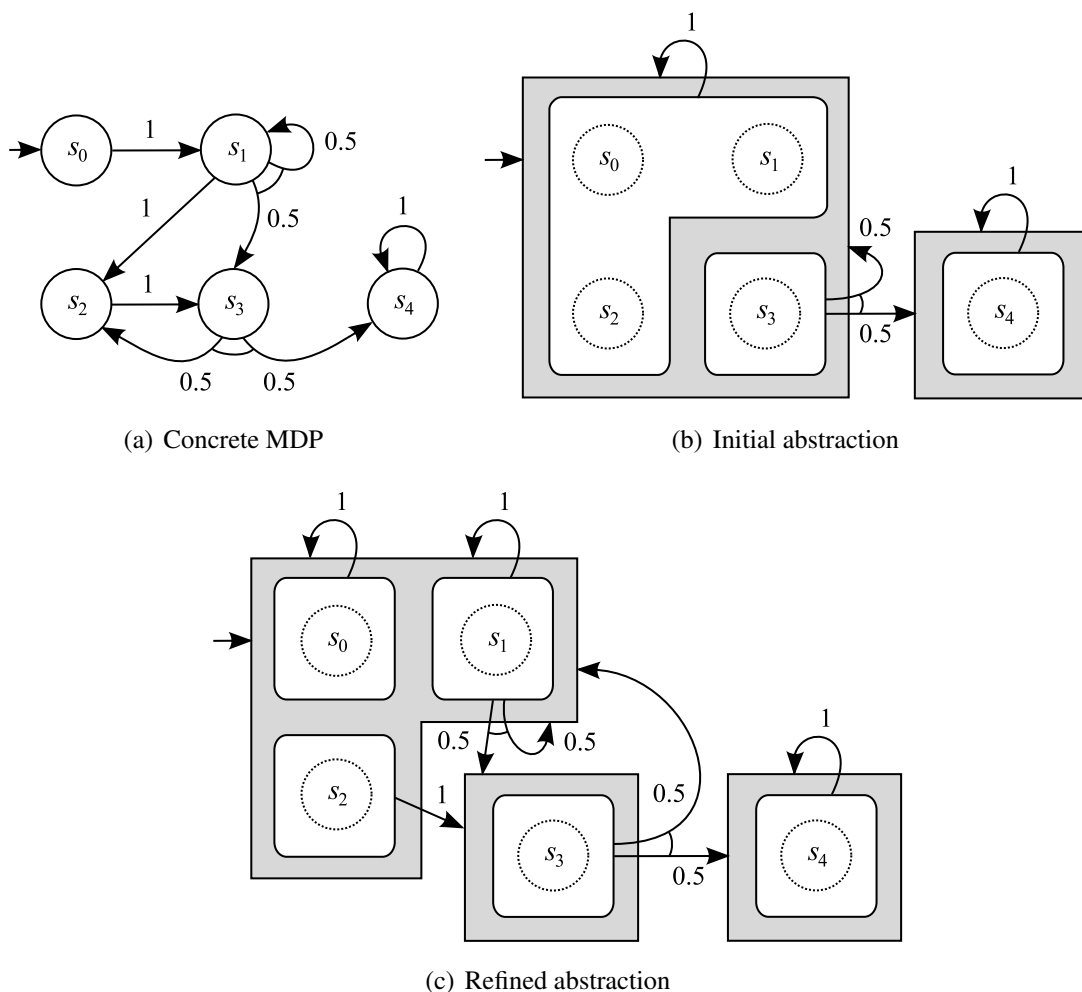 1
s0
s1
0.5
1
0.5
1
s2
1
s3
s4
0.5
0.5
(a) Concrete MDP
1
s0
s1
1
0.5
s2
s3
s4
0.5
(b) Initial abstraction
1
1
s0
s1
0.5
0.5
1
s2
1
0.5
s3
s4
0.5
(c) Refined abstraction